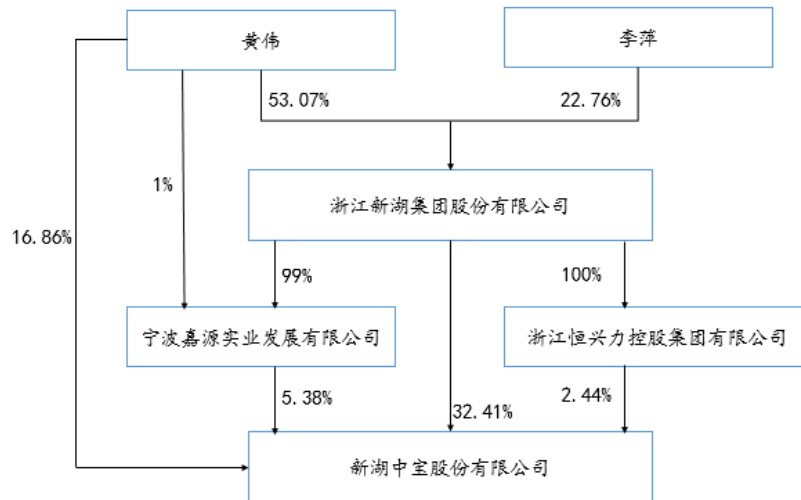 黄伟
李萍
53.07%
22.76%
1%
浙江新湖集团股份有限公司
16.86%
99%
100%
宁波嘉源实业发展有限公司
浙江恒兴力控股集团有限公司
5.38%
32.41%
2.44%
新湖中宝股份有限公司